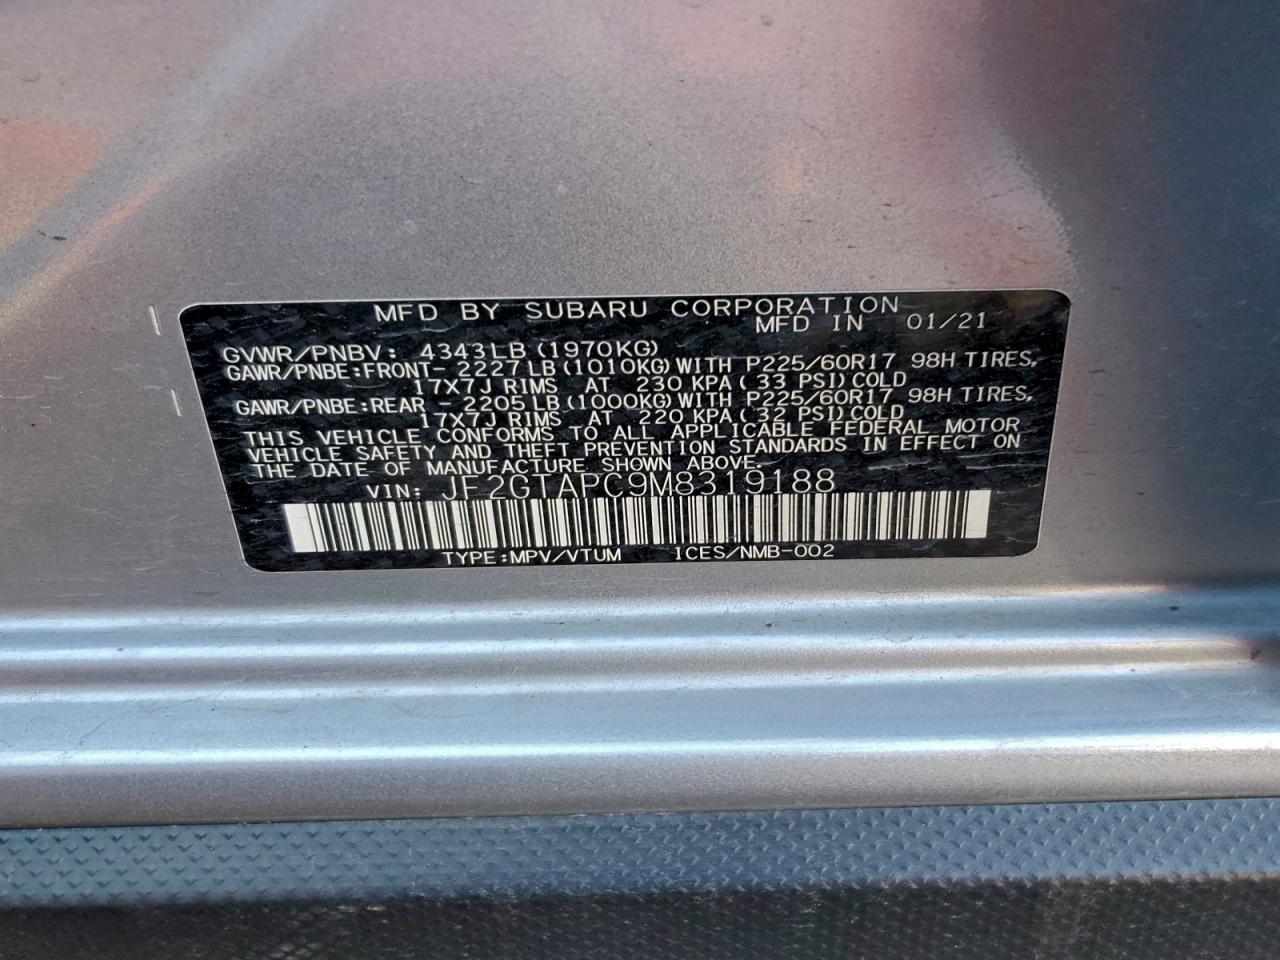 MFD BY SUBARU CORPORATION
MFD IN 01/21
GVWR/PNBV: 4343LB (1970KG)
GAWR/PNBE:FRONT- 2227LB (1010KG) WITH P225/60R17 98H TIRES,
17X7J RIMS AT 230 KPA ( 33 PSI) COLD
GAWR/PNBE:REAR -2205LB (1000KG) WITH P225/60R17 98H TIRES,
17X7J RIMS AT 220 KPA ( 32 PSI) COLD
THIS VEHICLE CONFORMS TO ALL APPLICABLE FEDERAL MOTOR
VEHICLE SAFETY AND THEFT PREVENTION STANDARDS IN EFFECT ON
THE DATE OF MANUFACTURE SHOWN ABOVE.
VIN: JF2GTAPC9M8319188
TYPE:MPV/VTUM ICES/NMB-002